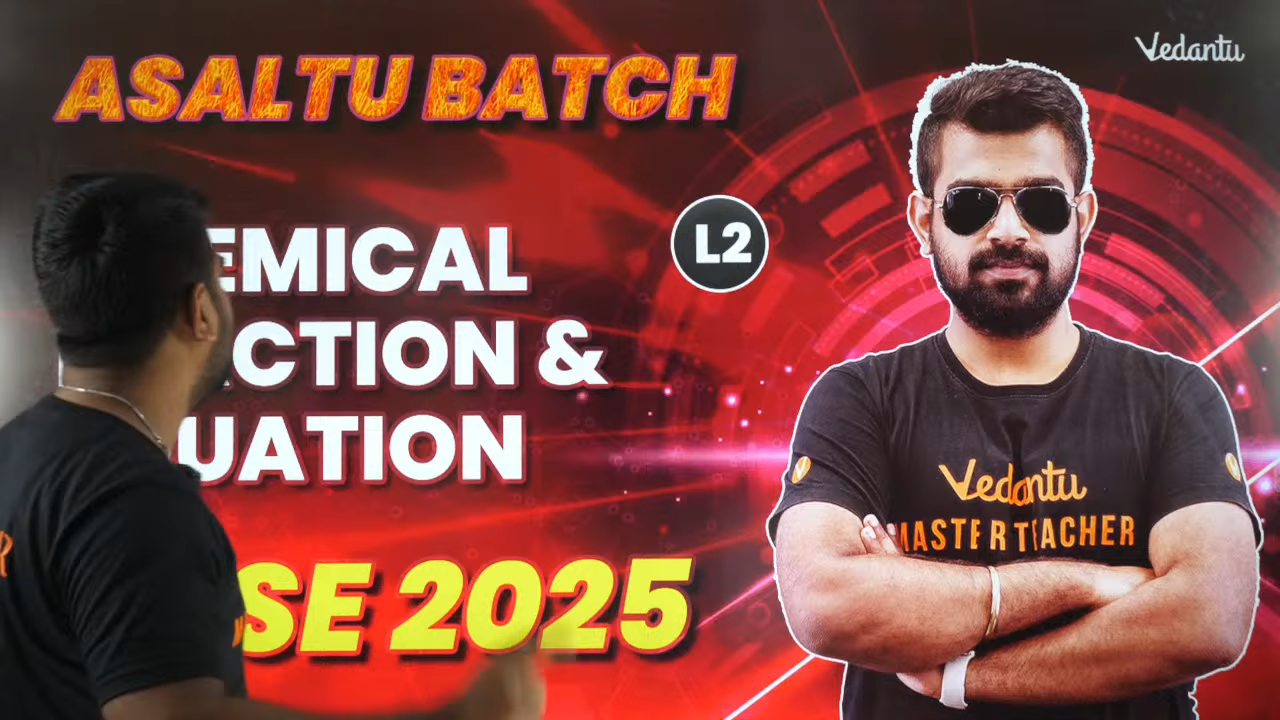 ASALTU BATCH
Vedantu
L2
EMICAL
CTION &
UATION
SE 2025
Vedantu
MASTER TEACHER